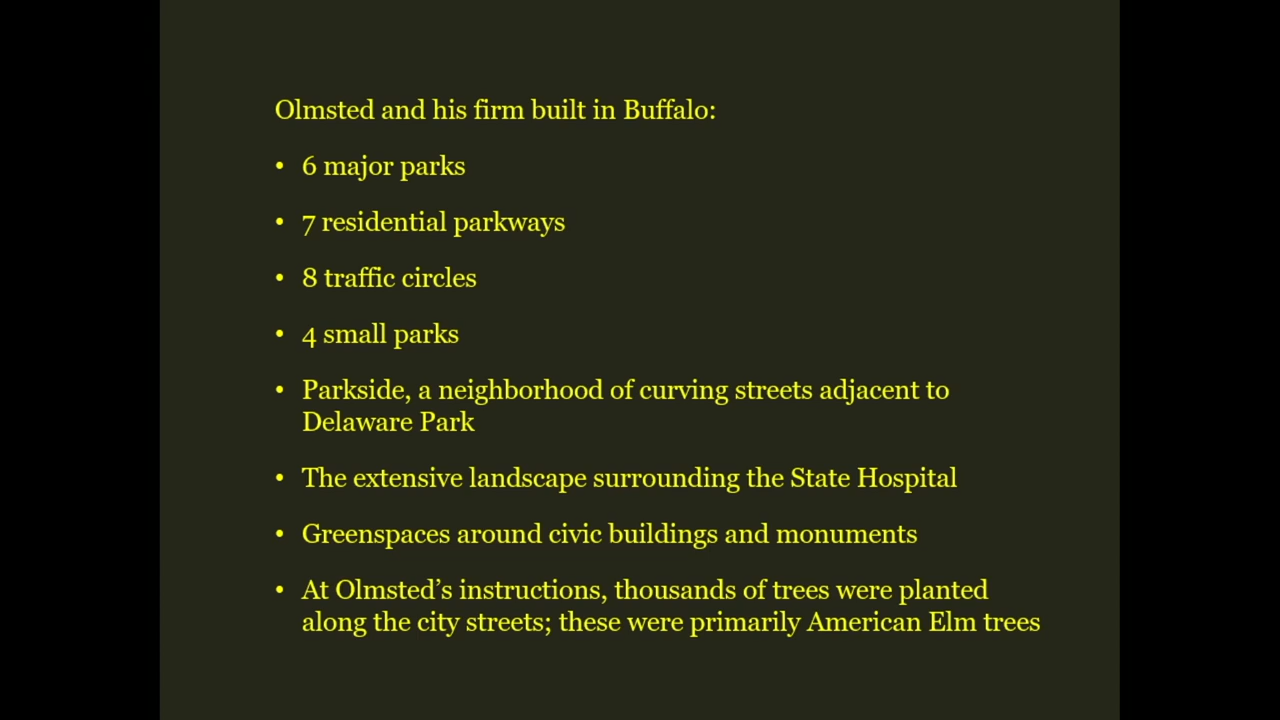 Olmsted and his firm built in Buffalo:
• 6 major parks
• 7 residential parkways
• 8 traffic circles
• 4 small parks
• Parkside, a neighborhood of curving streets adjacent to
Delaware Park
• The extensive landscape surrounding the State Hospital
• Greenspaces around civic buildings and monuments
• At Olmsted’s instructions, thousands of trees were planted
along the city streets; these were primarily American Elm trees